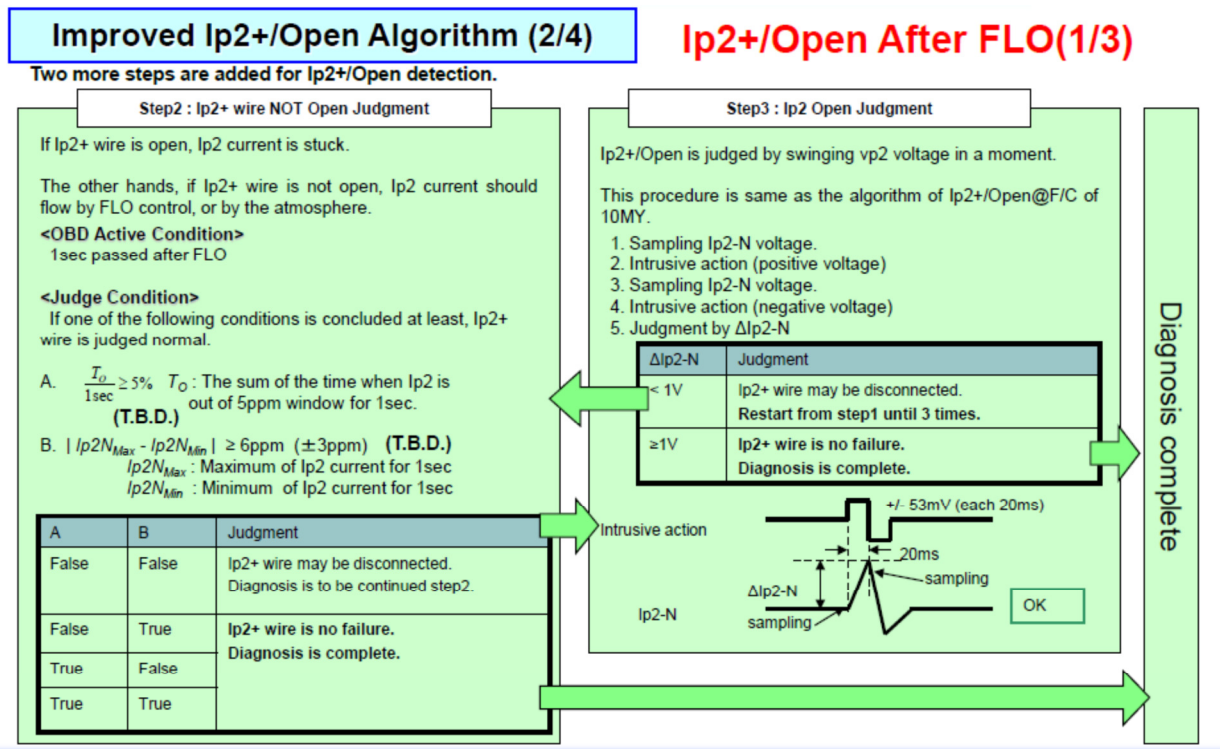 Improved Ip2+/Open Algorithm (2/4)
Ip2+/Open After FLO(1/3)
Two more steps are added for Ip2+/Open detection.
Step2 : Ip2+ wire NOT Open Judgment
If Ip2+ wire is open, Ip2 current is stuck.
The other hands, if Ip2+ wire is not open, Ip2 current should
flow by FLO control, or by the atmosphere.
<OBD Active Condition>
1sec passed after FLO
<Judge Condition>
If one of the following conditions is concluded at least, Ip2+
wire is judged normal.
A. T_O / 1sec ≥ 5% T_O : The sum of the time when Ip2 is
out of 5ppm window for 1sec.
(T.B.D.)
B. | Ip2N_Max - Ip2N_Min | ≥ 6ppm (±3ppm) (T.B.D.)
Ip2N_Max : Maximum of Ip2 current for 1sec
Ip2N_Min : Minimum of Ip2 current for 1sec
A B Judgment
False False Ip2+ wire may be disconnected.
Diagnosis is to be continued step2.
False True Ip2+ wire is no failure.
Diagnosis is complete.
True False
True True
Step3 : Ip2 Open Judgment
Ip2+/Open is judged by swinging vp2 voltage in a moment.
This procedure is same as the algorithm of Ip2+/Open@F/C of
10MY.
1. Sampling Ip2-N voltage.
2. Intrusive action (positive voltage)
3. Sampling Ip2-N voltage.
4. Intrusive action (negative voltage)
5. Judgment by ΔIp2-N
ΔIp2-N Judgment
< 1V Ip2+ wire may be disconnected.
Restart from step1 until 3 times.
≥1V Ip2+ wire is no failure.
Diagnosis is complete.
+/- 53mV (each 20ms)
Intrusive action
20ms
sampling
ΔIp2-N
OK
Ip2-N
sampling
Diagnosis complete